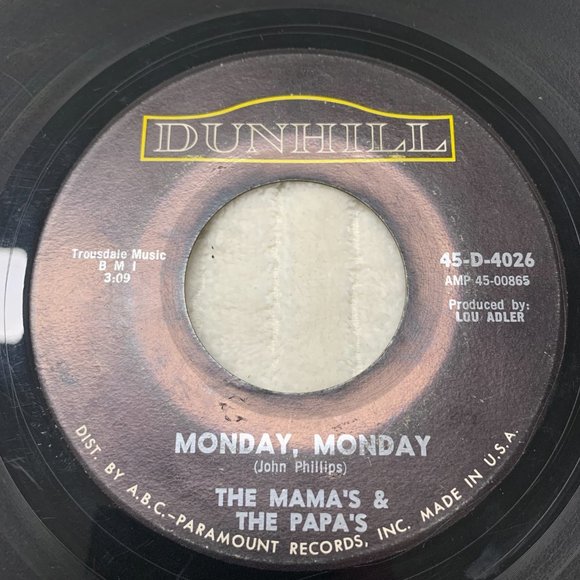 DUNHILL
Trousdale Music
B M I
3:09
45-D-4026
AMP 45-00865
Produced by:
LOU ADLER
MONDAY, MONDAY
(John Phillips)
THE MAMA'S &
THE PAPA'S
DIST. BY A.B.C.-PARAMOUNT RECORDS, INC. MADE IN U.S.A.